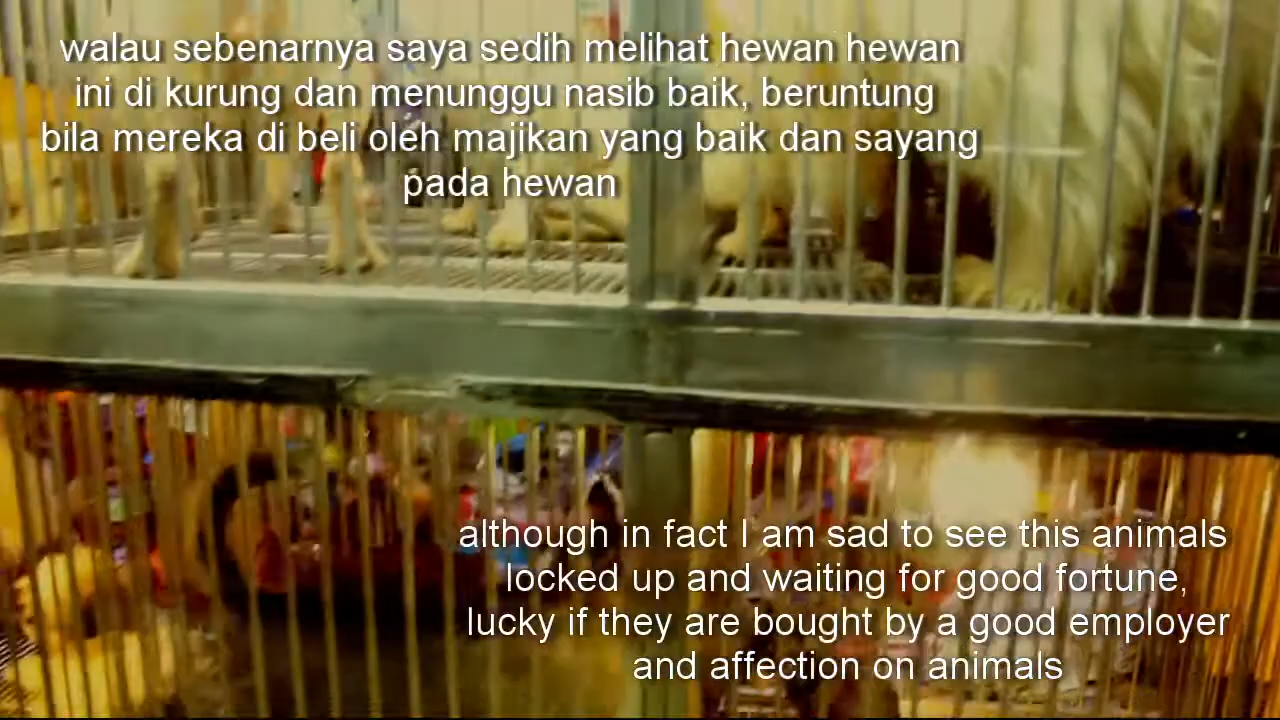 walau sebenarnya saya sedih melihat hewan hewan
ini di kurung dan menunggu nasib baik, beruntung
bila mereka di beli oleh majikan yang baik dan sayang
pada hewan
although in fact I am sad to see this animals
locked up and waiting for good fortune,
lucky if they are bought by a good employer
and affection on animals